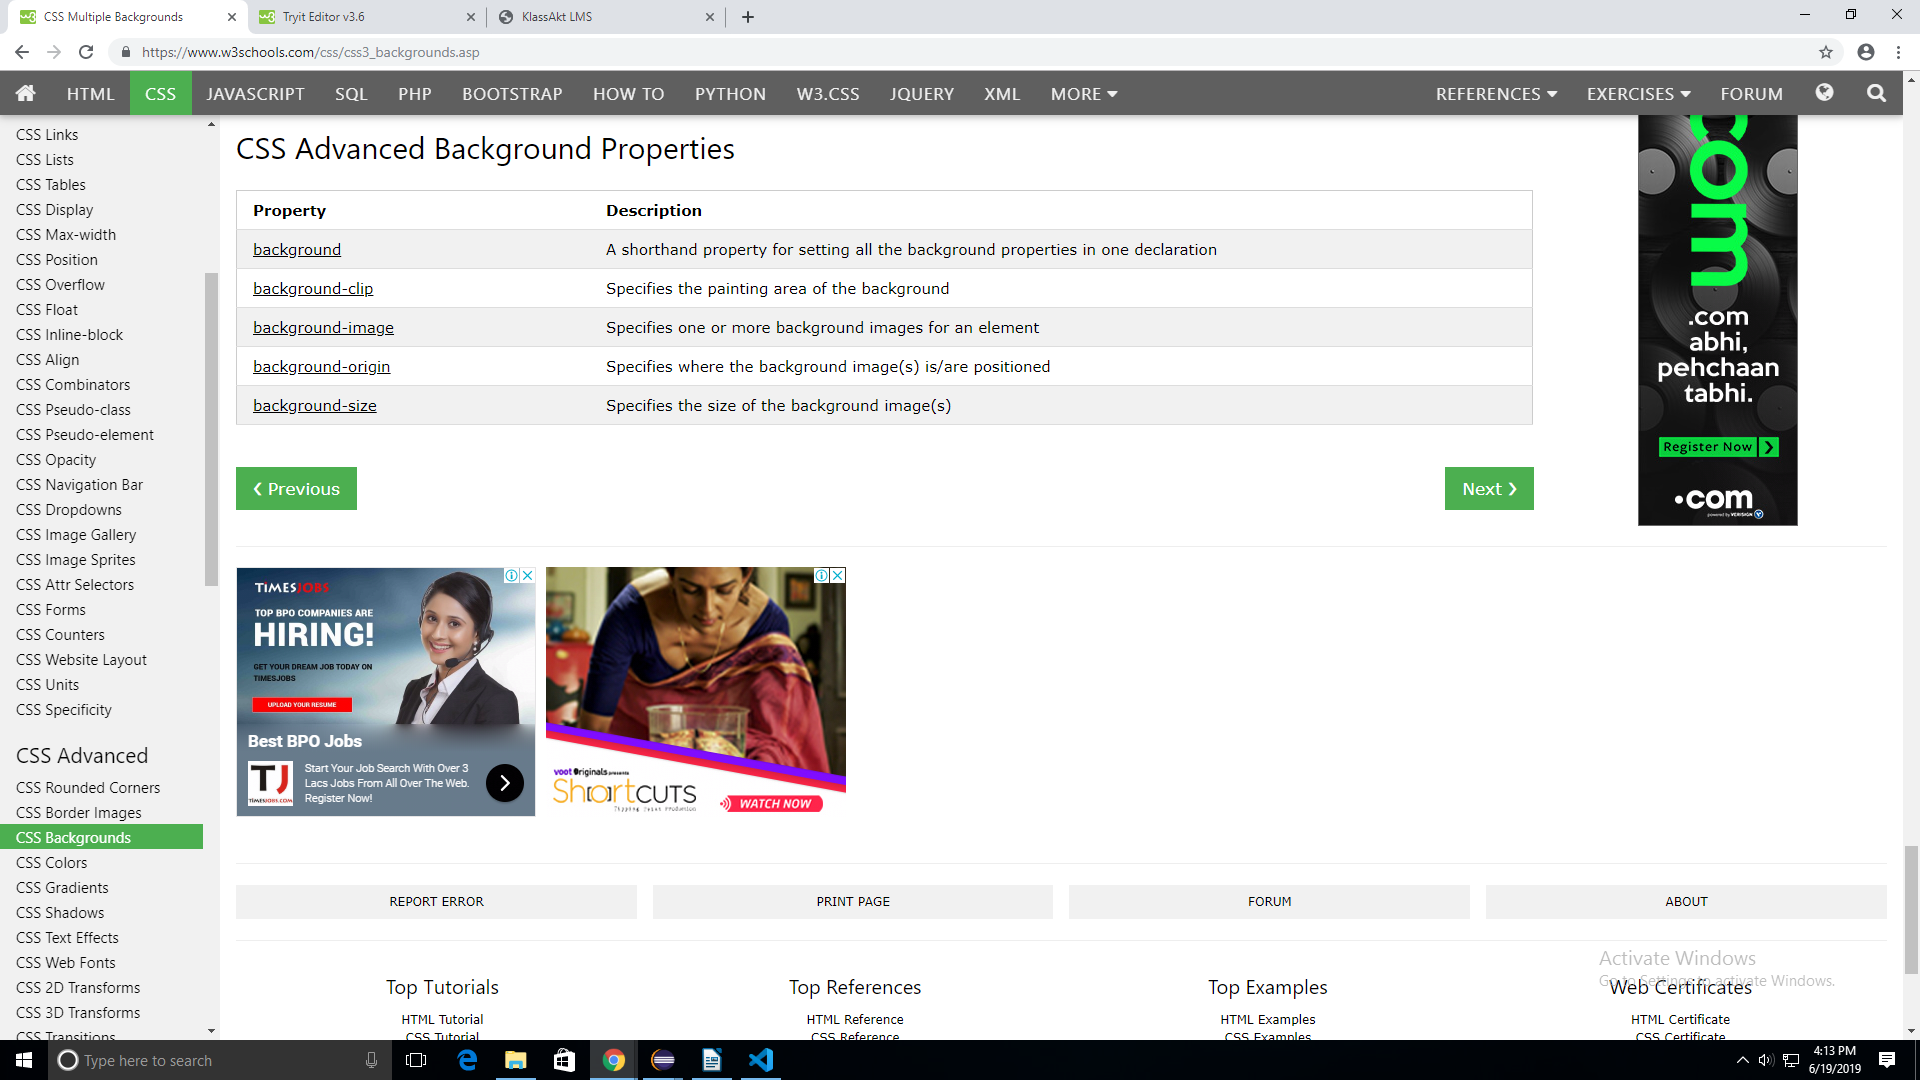 CSS Multiple Backgrounds
Tryit Editor v3.6
KlassAkt LMS
https://www.w3schools.com/css/css3_backgrounds.asp
HTML CSS JAVASCRIPT SQL PHP BOOTSTRAP HOW TO PYTHON W3.CSS JQUERY XML MORE REFERENCES EXERCISES FORUM
CSS Links
CSS Lists
CSS Tables
CSS Display
CSS Max-width
CSS Position
CSS Overflow
CSS Float
CSS Inline-block
CSS Align
CSS Combinators
CSS Pseudo-class
CSS Pseudo-element
CSS Opacity
CSS Navigation Bar
CSS Dropdowns
CSS Image Gallery
CSS Image Sprites
CSS Attr Selectors
CSS Forms
CSS Counters
CSS Website Layout
CSS Units
CSS Specificity
CSS Advanced
CSS Rounded Corners
CSS Border Images
CSS Backgrounds
CSS Colors
CSS Gradients
CSS Shadows
CSS Text Effects
CSS Web Fonts
CSS 2D Transforms
CSS 3D Transforms
CSS Transitions
CSS Advanced Background Properties
Property Description
background A shorthand property for setting all the background properties in one declaration
background-clip Specifies the painting area of the background
background-image Specifies one or more background images for an element
background-origin Specifies where the background image(s) is/are positioned
background-size Specifies the size of the background image(s)
❮ Previous
Next ❯
com
.com
abhi,
pehchaan
tabhi.
Register Now
.com
powered by VERISIGN
TIMESJOBS
TOP BPO COMPANIES ARE
HIRING!
GET YOUR DREAM JOB TODAY ON
TIMESJOBS
UPLOAD YOUR RESUME
Best BPO Jobs
TJ
TIMESJOBS.COM
Start Your Job Search With Over 3
Lacs Jobs From All Over The Web.
Register Now!
voot Originals presents
ShortCUTS
WATCH NOW
REPORT ERROR
PRINT PAGE
FORUM
ABOUT
Top Tutorials
HTML Tutorial
CSS Tutorial
Top References
HTML Reference
CSS Reference
Top Examples
HTML Examples
CSS Examples
Web Certificates
HTML Certificate
CSS Certificate
Activate Windows
Go to Settings to activate Windows.
Type here to search
4:13 PM
6/19/2019